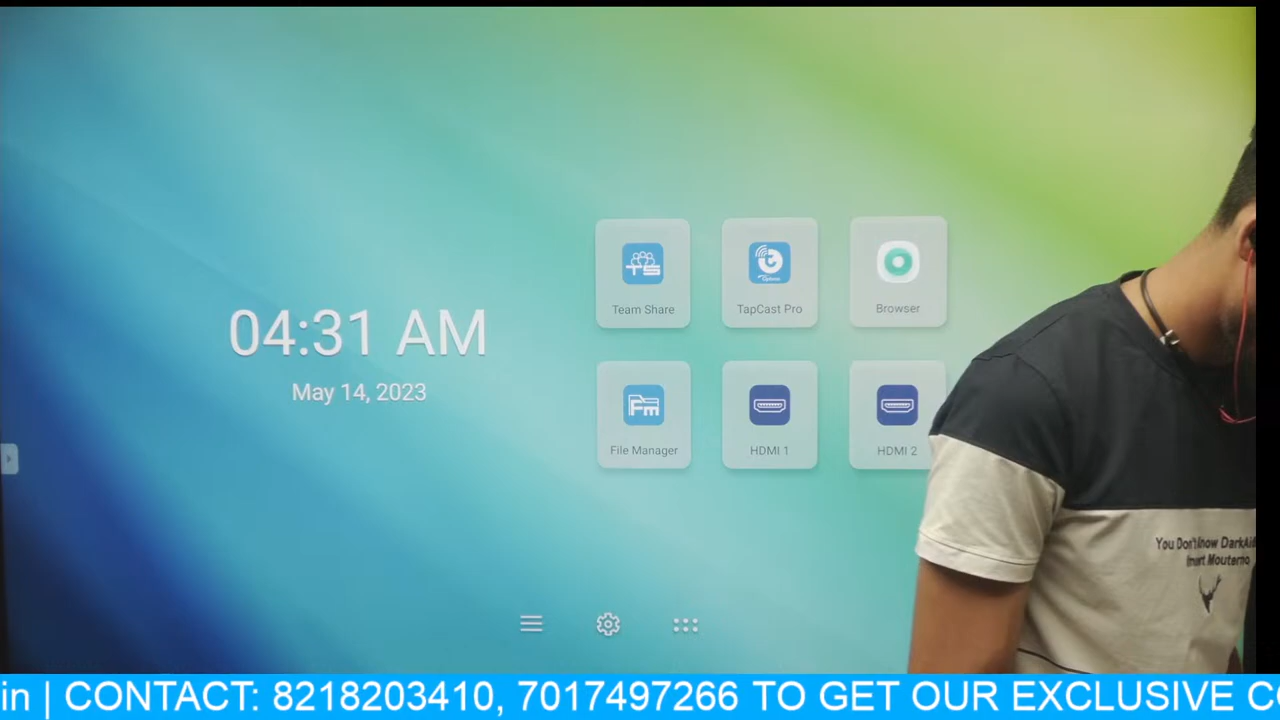 04:31 AM
May 14, 2023
Team Share
TapCast Pro
Browser
File Manager
HDMI 1
HDMI 2
You Don't Know
in | CONTACT: 8218203410, 7017497266 TO GET OUR EXCLUSIVE